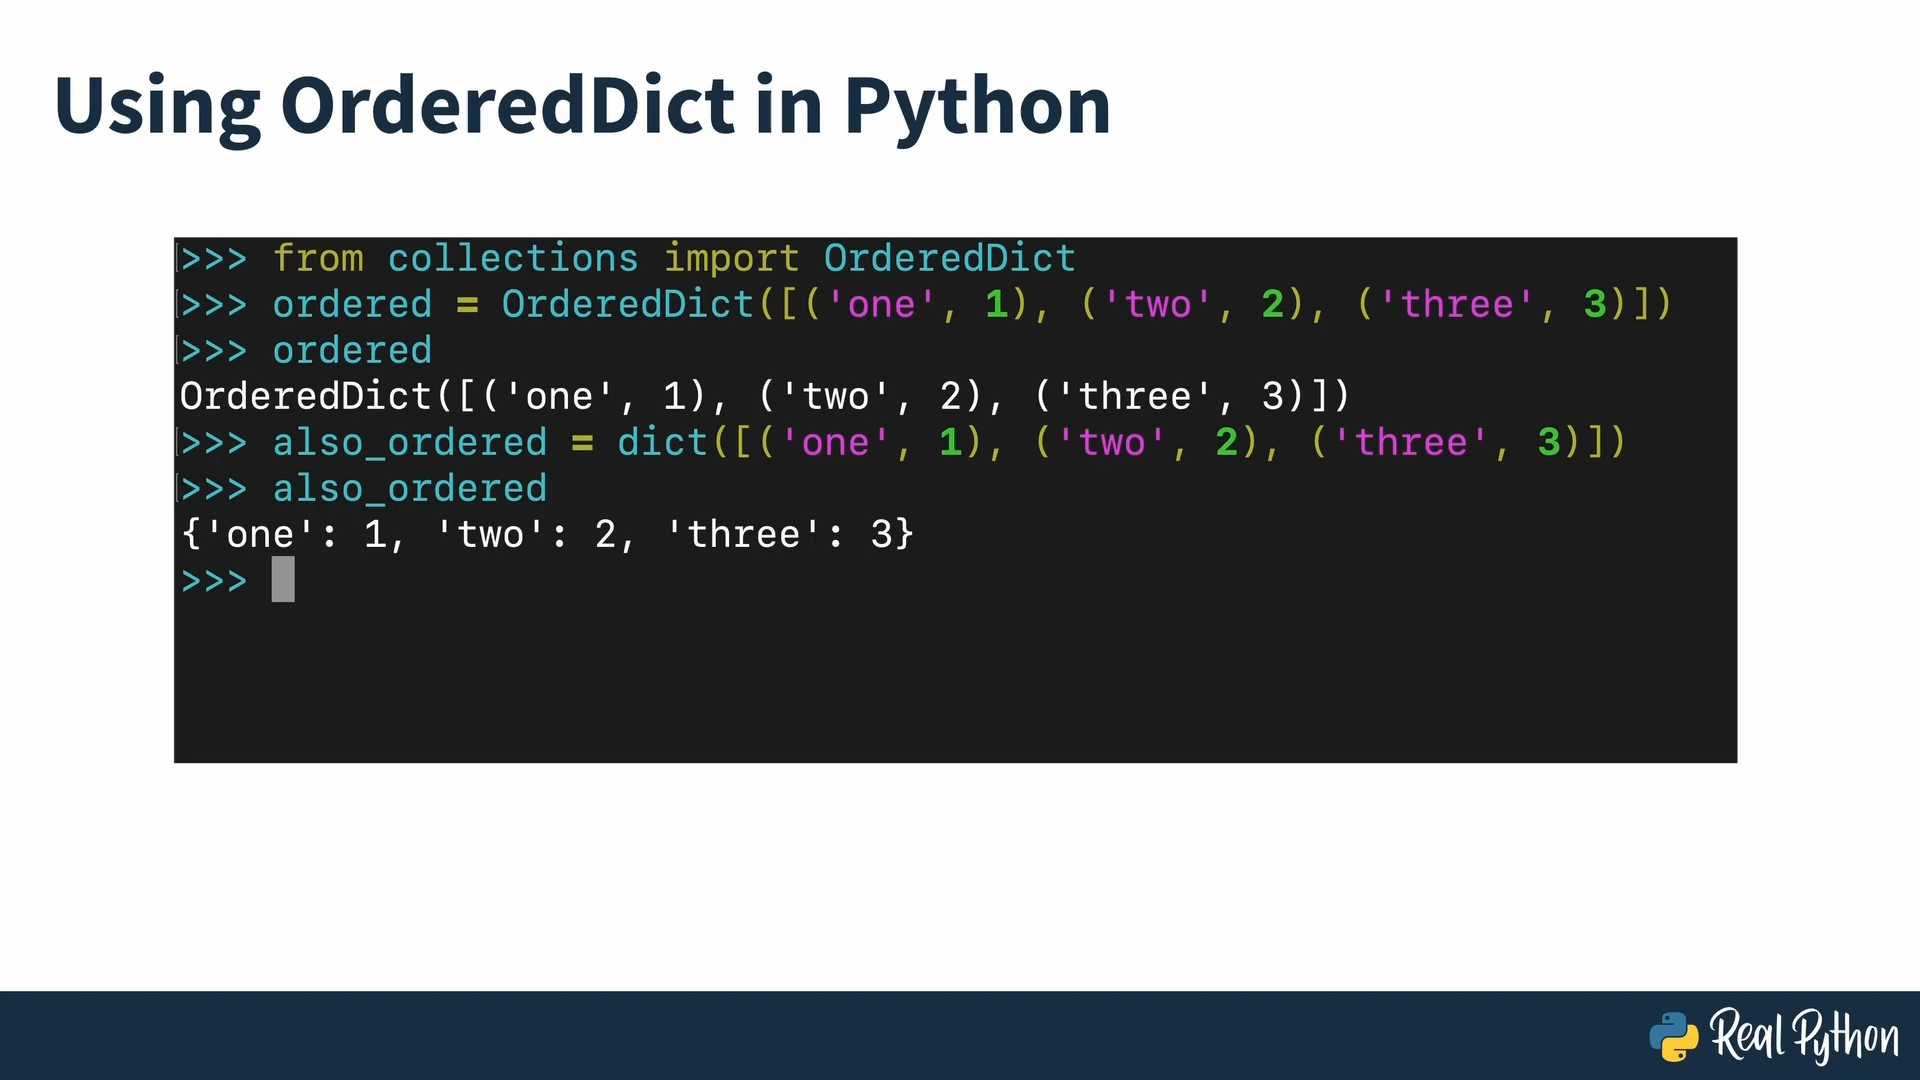 Using OrderedDict in Python
>>> from collections import OrderedDict
>>> ordered = OrderedDict([('one', 1), ('two', 2), ('three', 3)])
>>> ordered
OrderedDict([('one', 1), ('two', 2), ('three', 3)])
>>> also_ordered = dict([('one', 1), ('two', 2), ('three', 3)])
>>> also_ordered
{'one': 1, 'two': 2, 'three': 3}
>>>
Real Python